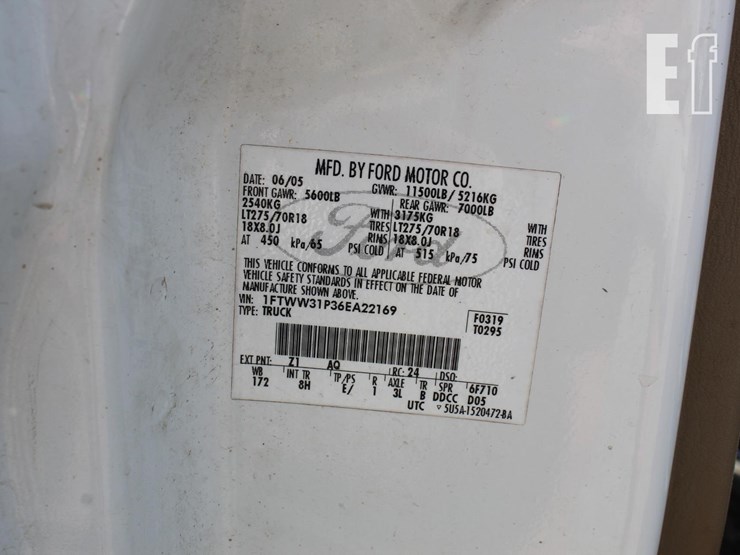 Ef
MFD. BY FORD MOTOR CO.
DATE: 06/05 GVWR: 11500LB/ 5216KG
FRONT GAWR: 5600LB REAR GAWR: 7000LB
2540KG WITH 3175KG WITH
LT275/70R18 TIRES LT275/70R18 TIRES
18X8.0J RIMS 18X8.0J RIMS
AT 450 kPa/65 PSI COLD AT 515 kPa/75 PSI COLD
Ford
THIS VEHICLE CONFORMS TO ALL APPLICABLE FEDERAL MOTOR
VEHICLE SAFETY STANDARDS IN EFFECT ON THE DATE OF
MANUFACTURE SHOWN ABOVE.
VIN: 1FTWW31P36EA22169 F0319
TYPE: TRUCK T0295
EXT PNT: Z1 AQ RC: 24 DSO:
WB INT TR TP/PS R AXLE TR SPR 6F710
172 8H E/ 1 3L B DDCC D05
UTC ▽5U5A-1520472-BA